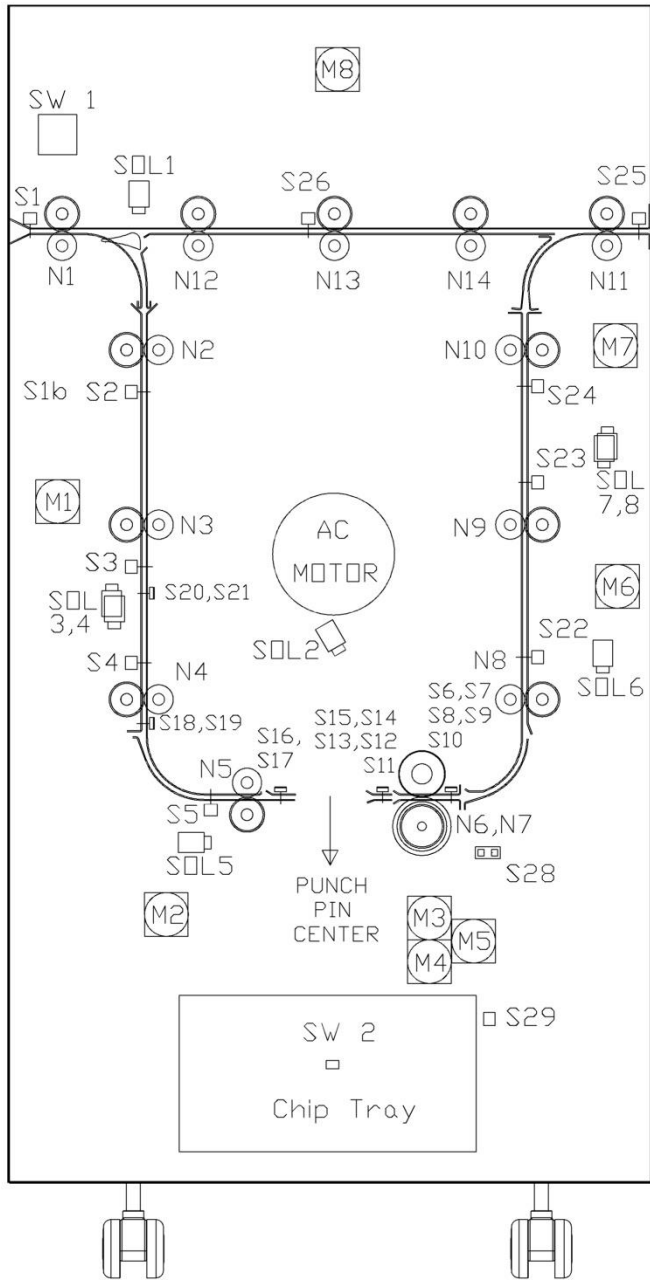 M8
SW 1
SOL1
S1
S26
S25
N1
N12
N13
N14
N11
N2
N10
M7
S1b
S2
S24
S23
SOL
7,8
M1
N3
N9
AC
MOTOR
S3
S20,S21
SOL
3,4
M6
SOL2
S4
N4
N8
S22
SOL6
S6,S7
S8,S9
S10
S18,S19
S16,
S17
S15,S14
S13,S12
S11
N5
S5
N6,N7
SOL5
S28
PUNCH
PIN
CENTER
M2
M3
M5
M4
S29
SW 2
Chip Tray